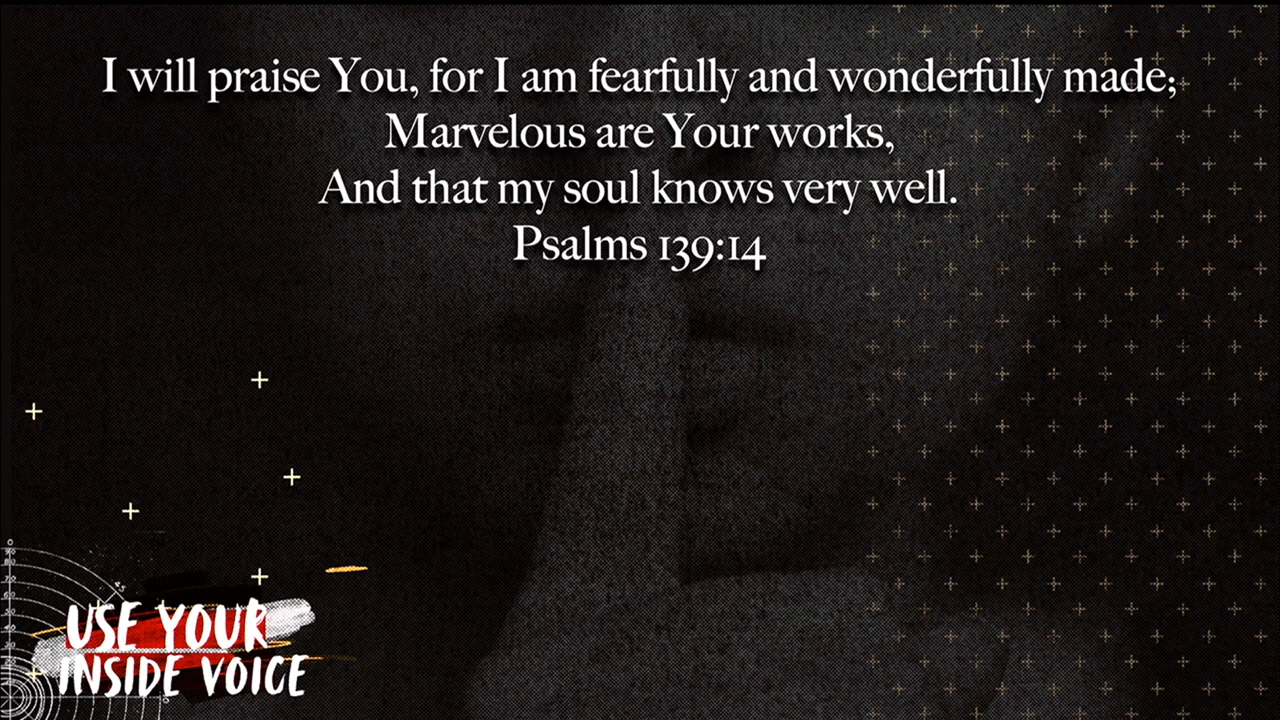 I will praise You, for I am fearfully and wonderfully made;
Marvelous are Your works,
And that my soul knows very well.
Psalms 139:14
USE YOUR
INSIDE VOICE